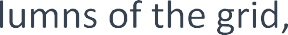 lumns of the grid,